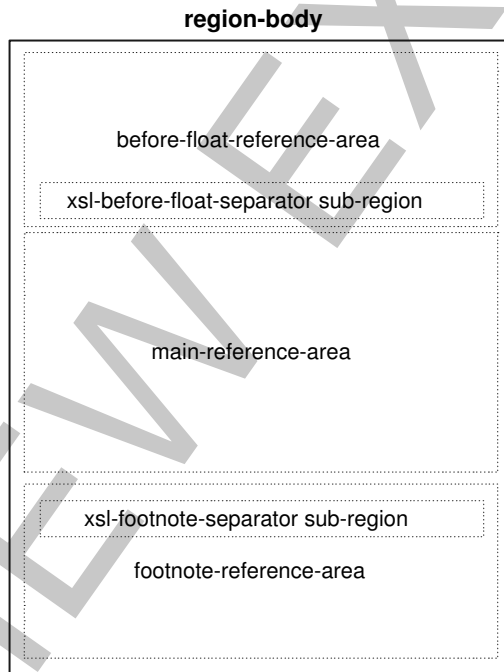 region-body
before-float-reference-area
xsl-before-float-separator sub-region
main-reference-area
xsl-footnote-separator sub-region
footnote-reference-area